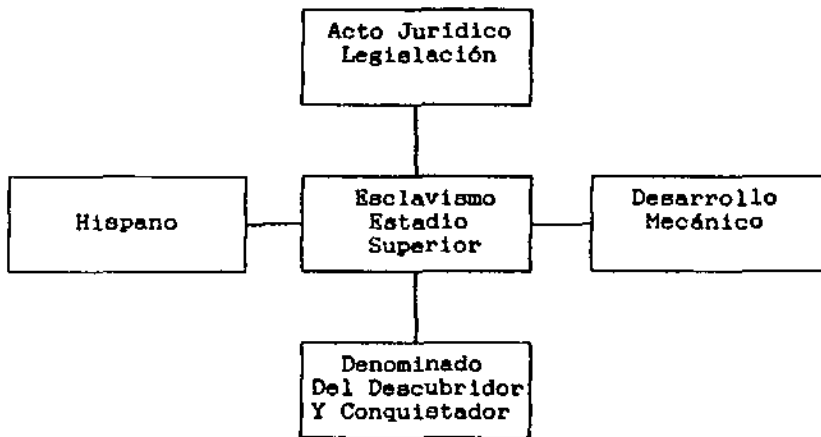 Acto Jurídico
Legislación
Hispano
Esclavismo
Estadio
Superior
Desarrollo
Mecánico
Denominado
Del Descubridor
Y Conquistador